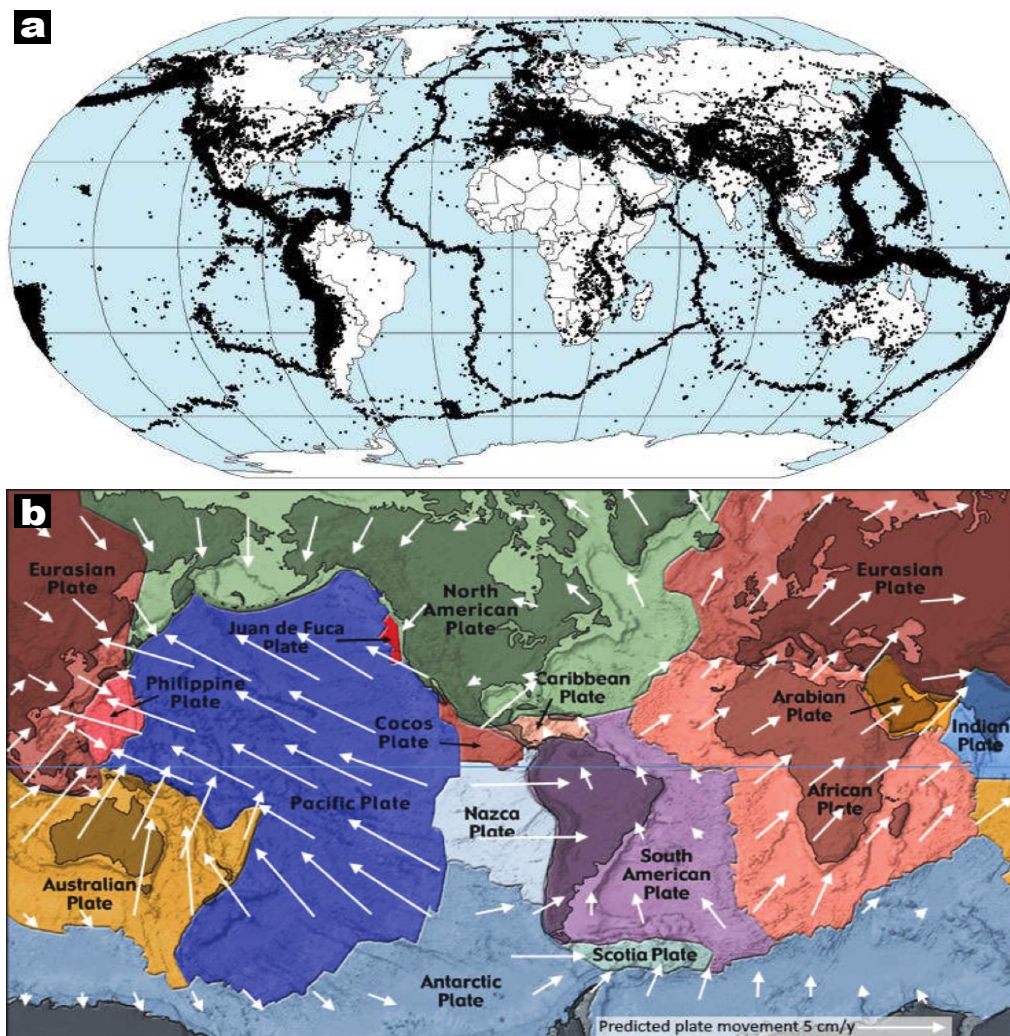 a
b
Eurasian
Plate
North
American
Plate
Eurasian
Plate
Juan de Fuca
Plate
Philippine
Plate
Caribbean
Plate
Arabian
Plate
Cocos
Plate
Indian
Plate
Pacific Plate
Nazca
Plate
African
Plate
Australian
Plate
South
American
Plate
Scotia Plate
Antarctic
Plate
Predicted plate movement 5 cm/y